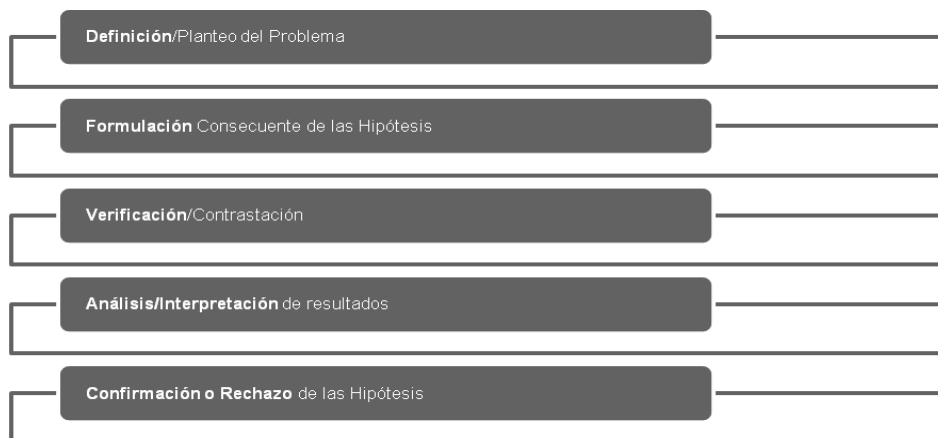 Definición/Planteo del Problema
Formulación Consecuente de las Hipótesis
Verificación/Contrastación
Análisis/Interpretación de resultados
Confirmación o Rechazo de las Hipótesis